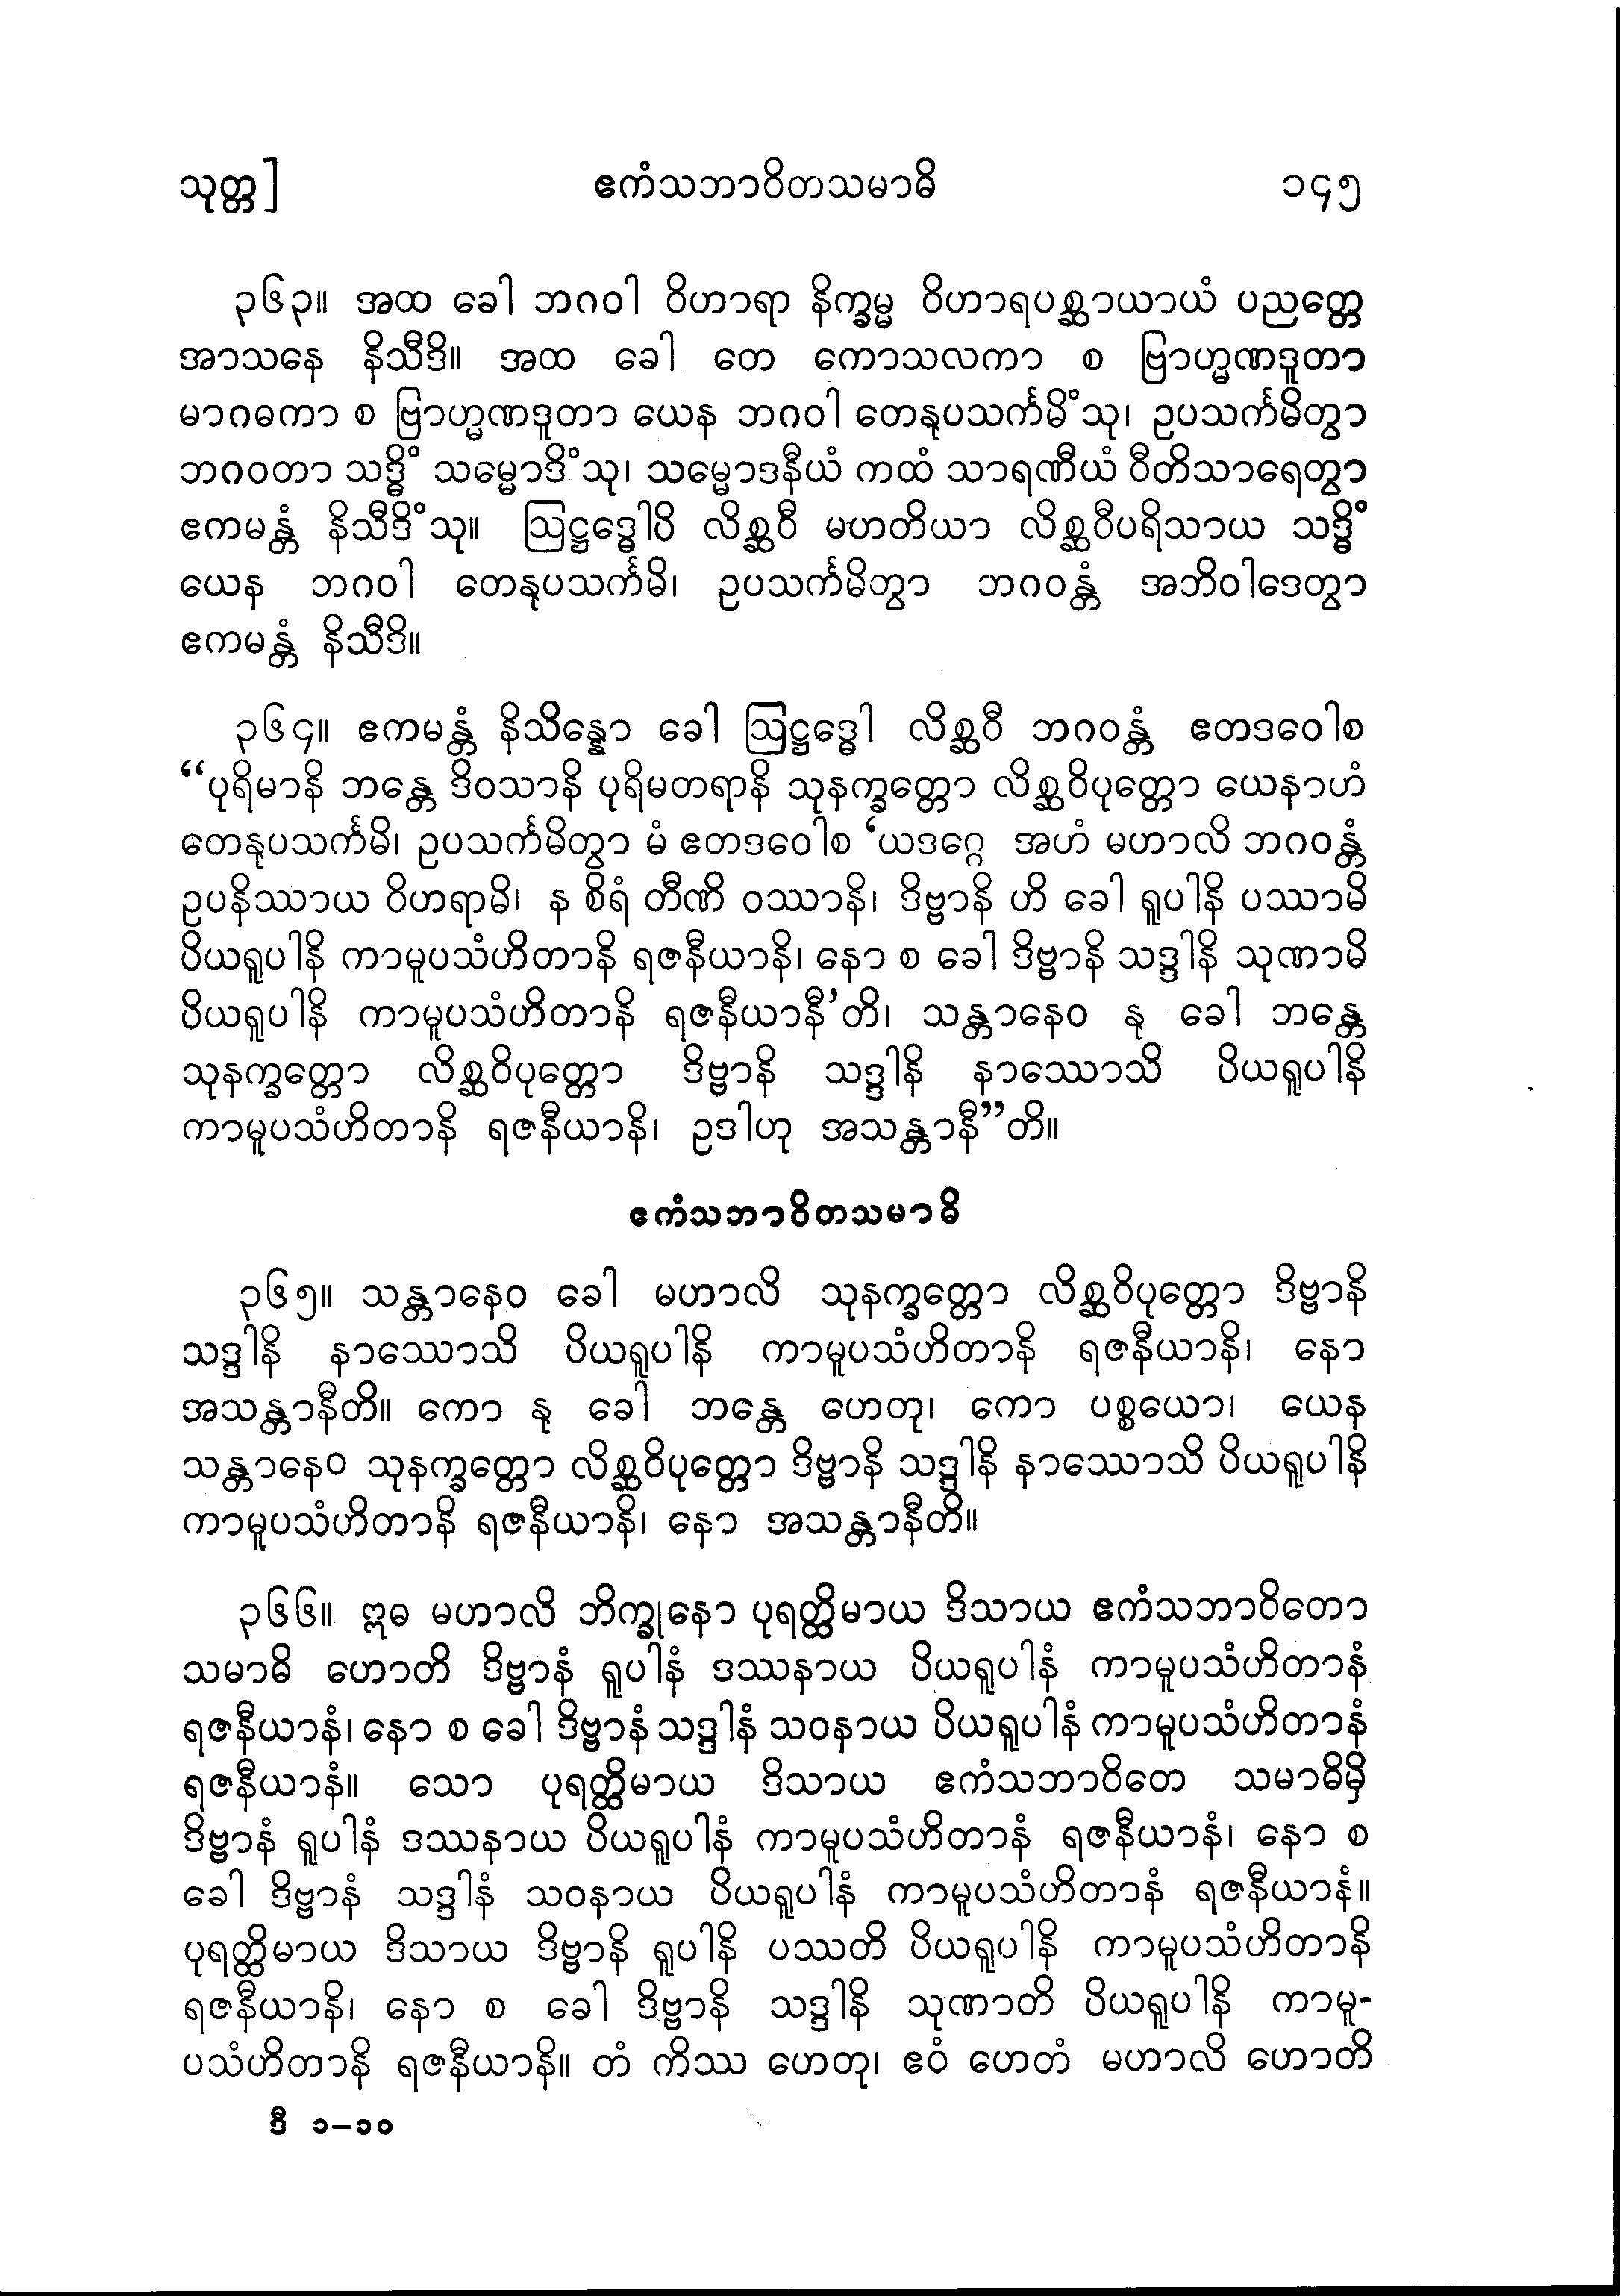 သုတ္တ] ဧကံသဘာဝိတသမာဓိ ၁၄၅
၃၆၃။ အထ ခေါ ဘဂဝါ ဝိဟာရာ နိက္ခမ္မ ဝိဟာရပစ္ဆာယာယံ ပညတ္တေ
အာသနေ နိသီဒိ။ အထ ခေါ တေ ကောသလကာ စ ဗြာဟ္မဏဒူတာ
မာဂဓကာ စ ဗြာဟ္မဏဒူတာ ယေန ဘဂဝါ တေနုပသင်္ကမိံသု၊ ဥပသင်္ကမိတွာ
ဘဂဝတာ သဒ္ဓိံ သမ္မောဒိံသု၊ သမ္မောဒနီယံ ကထံ သာရဏီယံ ဝီတိသာရေတွာ
ဧကမန္တံ နိသီဒိံသု။ ဩဋ္ဌဒ္ဓေါပိ လိစ္ဆဝီ မဟတိယာ လိစ္ဆဝီပရိသာယ သဒ္ဓိံ
ယေန ဘဂဝါ တေနုပသင်္ကမိ၊ ဥပသင်္ကမိတွာ ဘဂဝန္တံ အဘိဝါဒေတွာ
ဧကမန္တံ နိသီဒိ။
၃၆၄။ ဧကမန္တံ နိသိန္နော ခေါ ဩဋ္ဌဒ္ဓေါ လိစ္ဆဝီ ဘဂဝန္တံ ဧတဒဝေါစ
“ပုရိမာနိ ဘန္တေ ဒိဝသာနိ ပုရိမတရာနိ သုနက္ခတ္တော လိစ္ဆဝိပုတ္တော ယေနာဟံ
တေနုပသင်္ကမိ၊ ဥပသင်္ကမိတွာ မံ ဧတဒဝေါစ ‘ယဒဂ္ဂေ အဟံ မဟာလိ ဘဂဝန္တံ
ဥပနိဿာယ ဝိဟရာမိ၊ န စိရံ တီဏိ ဝဿာနိ၊ ဒိဗ္ဗာနိ ဟိ ခေါ ရူပါနိ ပဿာမိ
ပိယရူပါနိ ကာမူပသံဟိတာနိ ရဇနီယာနိ၊ နော စ ခေါ ဒိဗ္ဗာနိ သဒ္ဒါနိ သုဏာမိ
ပိယရူပါနိ ကာမူပသံဟိတာနိ ရဇနီယာနီ’တိ၊ သန္တာနေဝ နု ခေါ ဘန္တေ
သုနက္ခတ္တော လိစ္ဆဝိပုတ္တော ဒိဗ္ဗာနိ သဒ္ဒါနိ နာဿောသိ ပိယရူပါနိ
ကာမူပသံဟိတာနိ ရဇနီယာနိ၊ ဥဒါဟု အသန္တာနီ”တိ။
ဧကံသဘာဝိတသမာဓိ
၃၆၅။ သန္တာနေဝ ခေါ မဟာလိ သုနက္ခတ္တော လိစ္ဆဝိပုတ္တော ဒိဗ္ဗာနိ
သဒ္ဒါနိ နာဿောသိ ပိယရူပါနိ ကာမူပသံဟိတာနိ ရဇနီယာနိ၊ နော
အသန္တာနီတိ။ ကော နု ခေါ ဘန္တေ ဟေတု၊ ကော ပစ္စယော၊ ယေန
သန္တာနေဝ သုနက္ခတ္တော လိစ္ဆဝိပုတ္တော ဒိဗ္ဗာနိ သဒ္ဒါနိ နာဿောသိ ပိယရူပါနိ
ကာမူပသံဟိတာနိ ရဇနီယာနိ၊ နော အသန္တာနီတိ။
၃၆၆။ ဣဓ မဟာလိ ဘိက္ခုနော ပုရတ္ထိမာယ ဒိသာယ ဧကံသဘာဝိတော
သမာဓိ ဟောတိ ဒိဗ္ဗာနံ ရူပါနံ ဒဿနာယ ပိယရူပါနံ ကာမူပသံဟိတာနံ
ရဇနီယာနံ၊ နော စ ခေါ ဒိဗ္ဗာနံ သဒ္ဒါနံ သဝနာယ ပိယရူပါနံ ကာမူပသံဟိတာနံ
ရဇနီယာနံ။ သော ပုရတ္ထိမာယ ဒိသာယ ဧကံသဘာဝိတေ သမာဓိမှိ
ဒိဗ္ဗာနံ ရူပါနံ ဒဿနာယ ပိယရူပါနံ ကာမူပသံဟိတာနံ ရဇနီယာနံ၊ နော စ
ခေါ ဒိဗ္ဗာနံ သဒ္ဒါနံ သဝနာယ ပိယရူပါနံ ကာမူပသံဟိတာနံ ရဇနီယာနံ။
ပုရတ္ထိမာယ ဒိသာယ ဒိဗ္ဗာနိ ရူပါနိ ပဿတိ ပိယရူပါနိ ကာမူပသံဟိတာနိ
ရဇနီယာနိ၊ နော စ ခေါ ဒိဗ္ဗာနိ သဒ္ဒါနိ သုဏာတိ ပိယရူပါနိ ကာမူ-
ပသံဟိတာနိ ရဇနီယာနိ။ တံ ကိဿ ဟေတု၊ ဧဝံ ဟေတံ မဟာလိ ဟောတိ
ဒီ ၁–၁၀